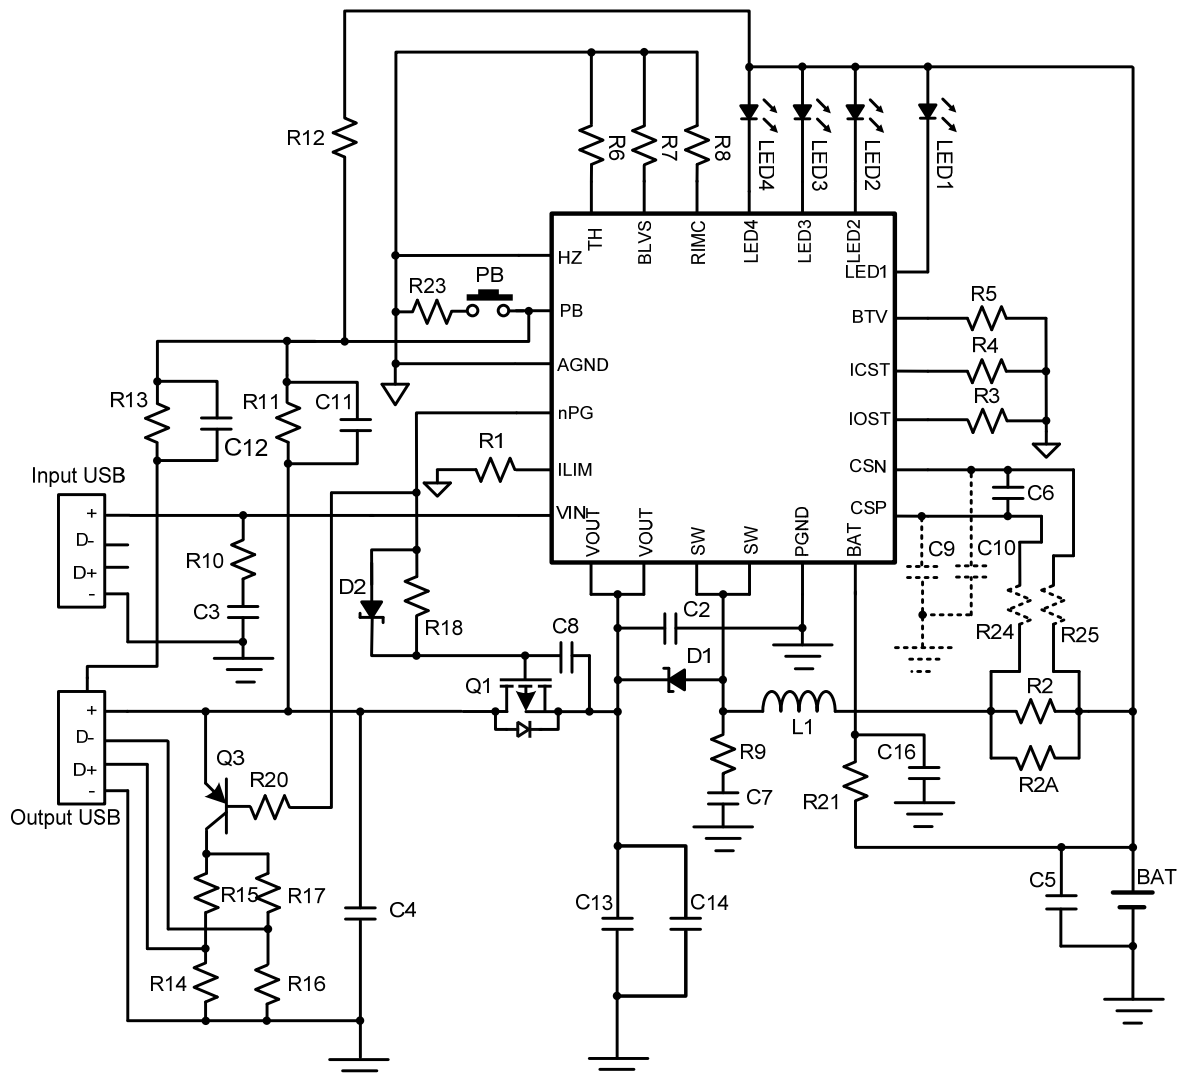 R12
R6
R7
R8
LED4
LED3
LED2
LED1
TH
BLVS
RIMC
LED4
LED3
LED2
HZ
LED1
R23
PB
PB
BTV
R5
AGND
ICST
R4
R13
C12
R11
C11
nPG
IOST
R3
R1
ILIM
CSN
Input USB
+
D-
D+
-
VIN
CSP
C6
VOUT
VOUT
SW
SW
PGND
BAT
C9
C10
R10
C3
D2
R18
C8
C2
R24
R25
Q1
D1
R2
Output USB
+
D-
D+
-
L1
R9
C7
C16
R21
R2A
Q3
R20
R15
R17
C4
C13
C14
C5
BAT
R14
R16